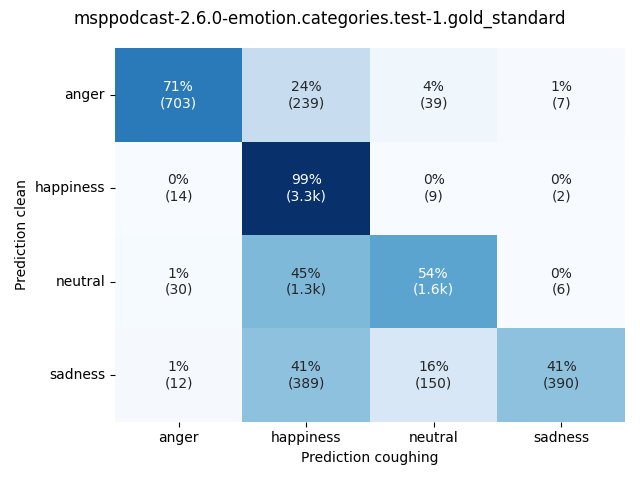 msppodcast-2.6.0-emotion.categories.test-1.gold_standard
Prediction clean
anger
71%
(703)
24%
(239)
4%
(39)
1%
(7)
happiness
0%
(14)
99%
(3.3k)
0%
(9)
0%
(2)
neutral
1%
(30)
45%
(1.3k)
54%
(1.6k)
0%
(6)
sadness
1%
(12)
41%
(389)
16%
(150)
41%
(390)
anger
happiness
neutral
sadness
Prediction coughing